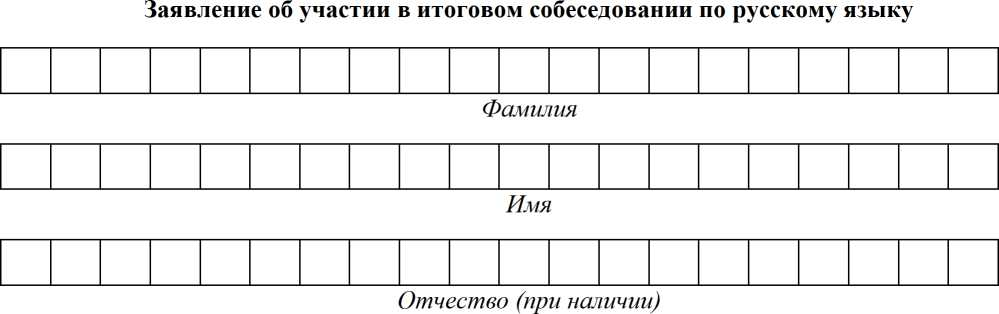 Заявление об участии в итоговом собеседовании по русскому языку
Фамилия
Имя
Отчество (при наличии)